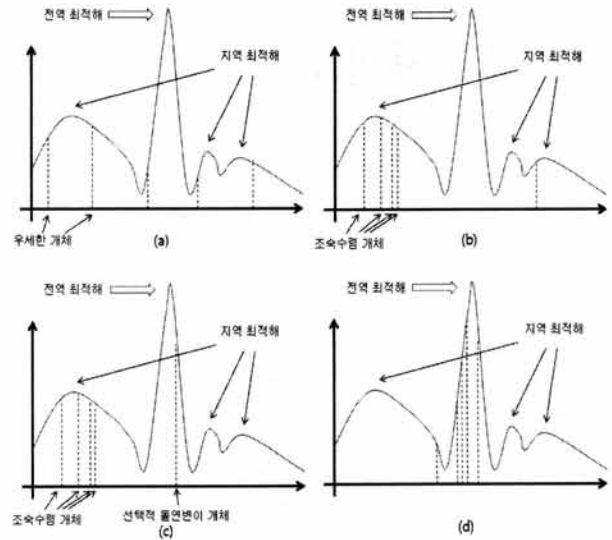 전역 최적해
지역 최적해
우세한 개체
(a)
전역 최적해
지역 최적해
조숙수렴 개체
(b)
전역 최적해
지역 최적해
조숙수렴 개체
선택적 돌연변이 개체
(c)
전역 최적해
지역 최적해
(d)